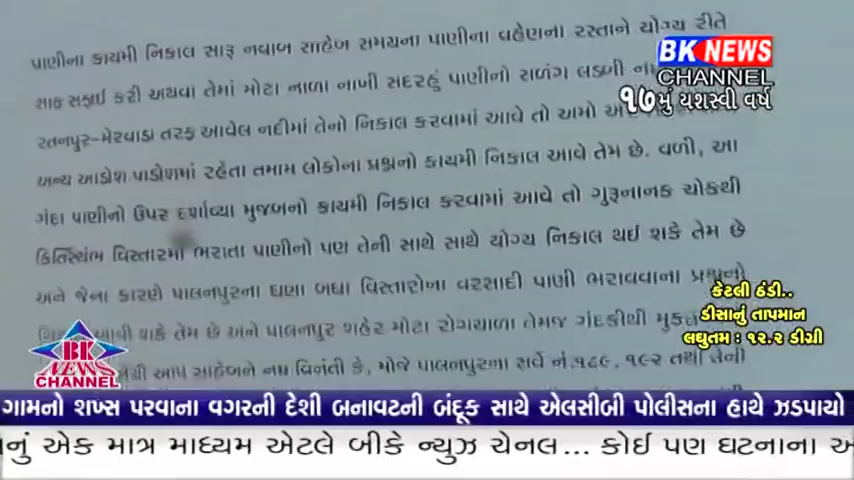 પાણીના કાયમી નિકાલ સારૂ નવાબ સાહેબ સમયના પાણીના વહેણના રસ્તાને યોગ્ય રીતે
સાફ સફાઈ કરી અથવા તેમાં મોટા નાળા નાખી સદરહું પાણીનો સળંગ લડબી
રતનપુર-મેરવાડા તરફ આવેલ નદીમાં તેનો નિકાલ કરવામાં આવે તો અમો
અન્ય આડોશ પાડોશમાં રહેતા તમામ લોકોના પ્રશ્નનો કાયમી નિકાલ આવે તેમ છે. વળી, આ
ગંદા પાણીનો ઉપર દર્શાવ્યા મુજબનો કાયમી નિકાલ કરવામાં આવે તો ગુરૂનાનક ચોકથી
કિર્તિસ્થંભ વિસ્તારમાં ભરાતા પાણીનો પણ તેની સાથે સાથે યોગ્ય નિકાલ થઈ શકે તેમ છે
અને જેના કારણે પાલનપુરના ઘણા બધા વિસ્તારોના વરસાદી પાણી ભરાવવાના પ્રશ્નનો
આવી શકે તેમ છે અને પાલનપુર શહેર મોટા રોગચાળા તેમજ ગંદકીથી
આપ સાહેબને નમ્ર વિનંતી કે, મોજે પાલનપુરના સર્વે નં.૧૮૯, ૧૯૨ તથા તેની
BK NEWS
CHANNEL
૧૭મું યશસ્વી વર્ષ
કેટલી ઠંડી..
ડીસાનું તાપમાન
લઘુતમ : ૧૨.૨ ડીગ્રી
BK
NEWS
CHANNEL
ગામનો શખ્સ પરવાના વગરની દેશી બનાવટની બંદૂક સાથે એલસીબી પોલીસના હાથે ઝડપાયો
નું એક માત્ર માધ્યમ એટલે બીકે ન્યુઝ ચેનલ... કોઈ પણ ઘટનાના